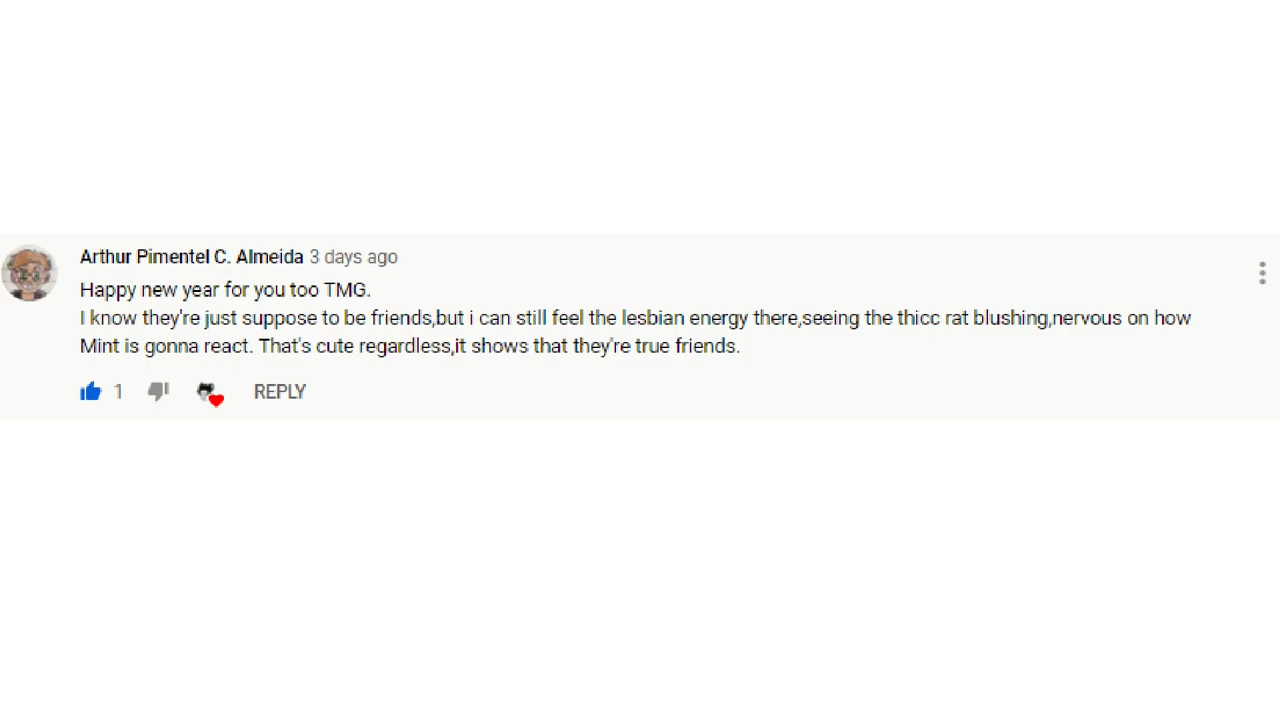 Arthur Pimentel C. Almeida 3 days ago
Happy new year for you too TMG.
I know they're just suppose to be friends,but i can still feel the lesbian energy there,seeing the thicc rat blushing,nervous on how
Mint is gonna react. That's cute regardless,it shows that they're true friends.
1 REPLY